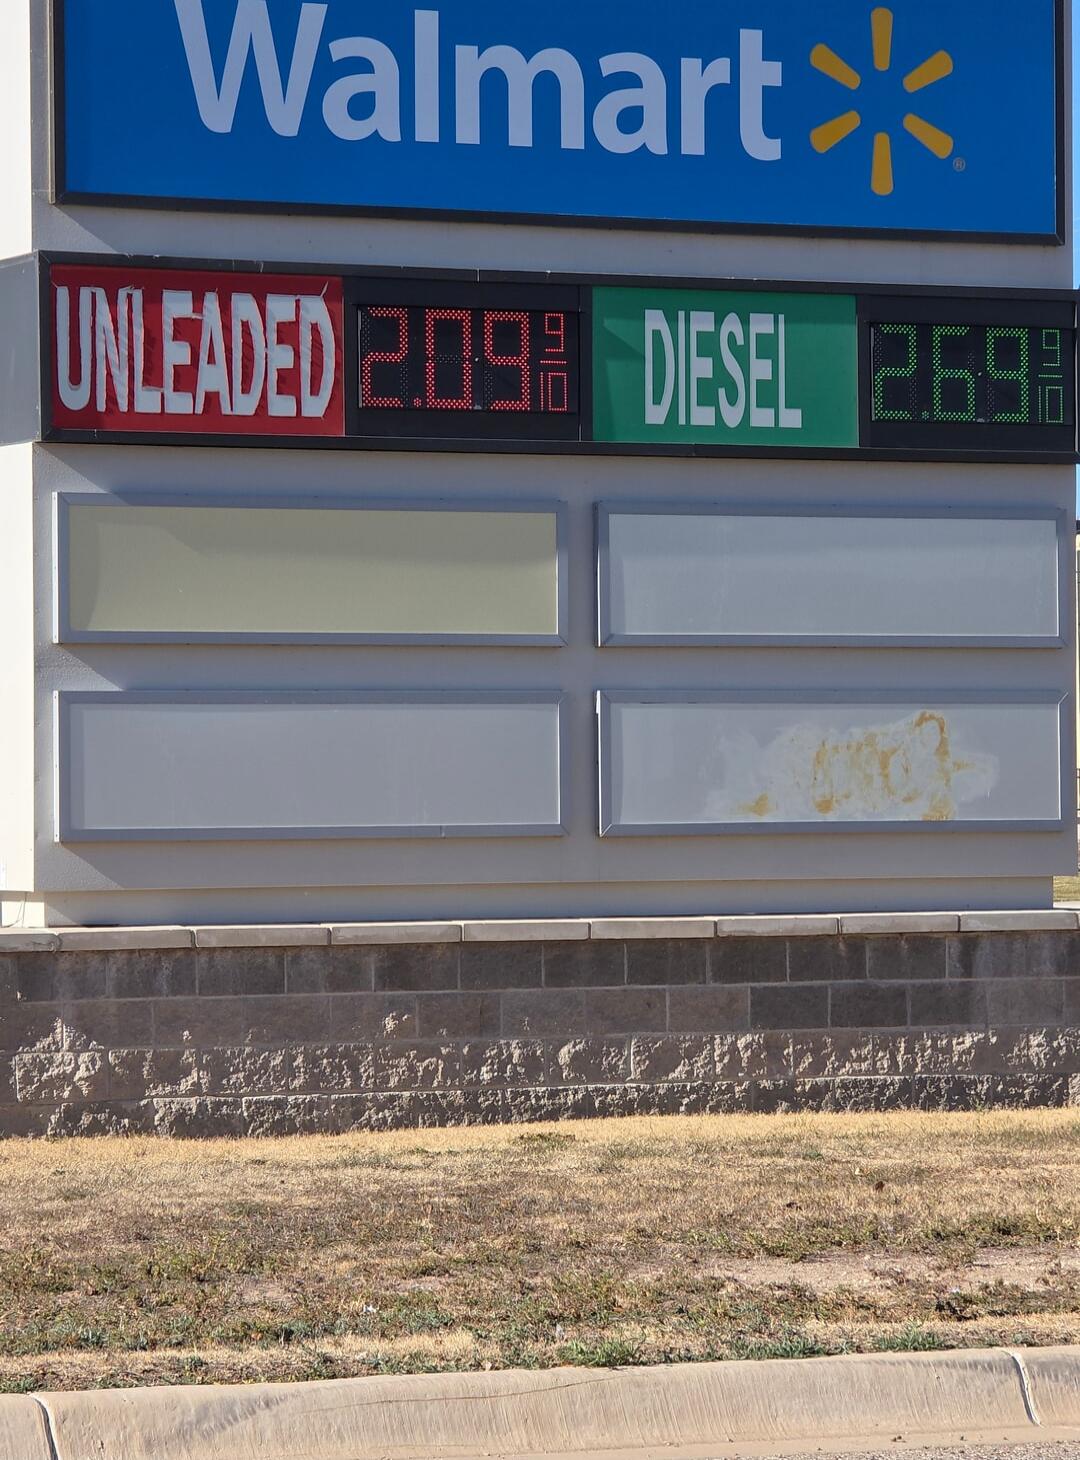 Walmart ®
UNLEADED 2.09 9/10 DIESEL 2.69 9/10